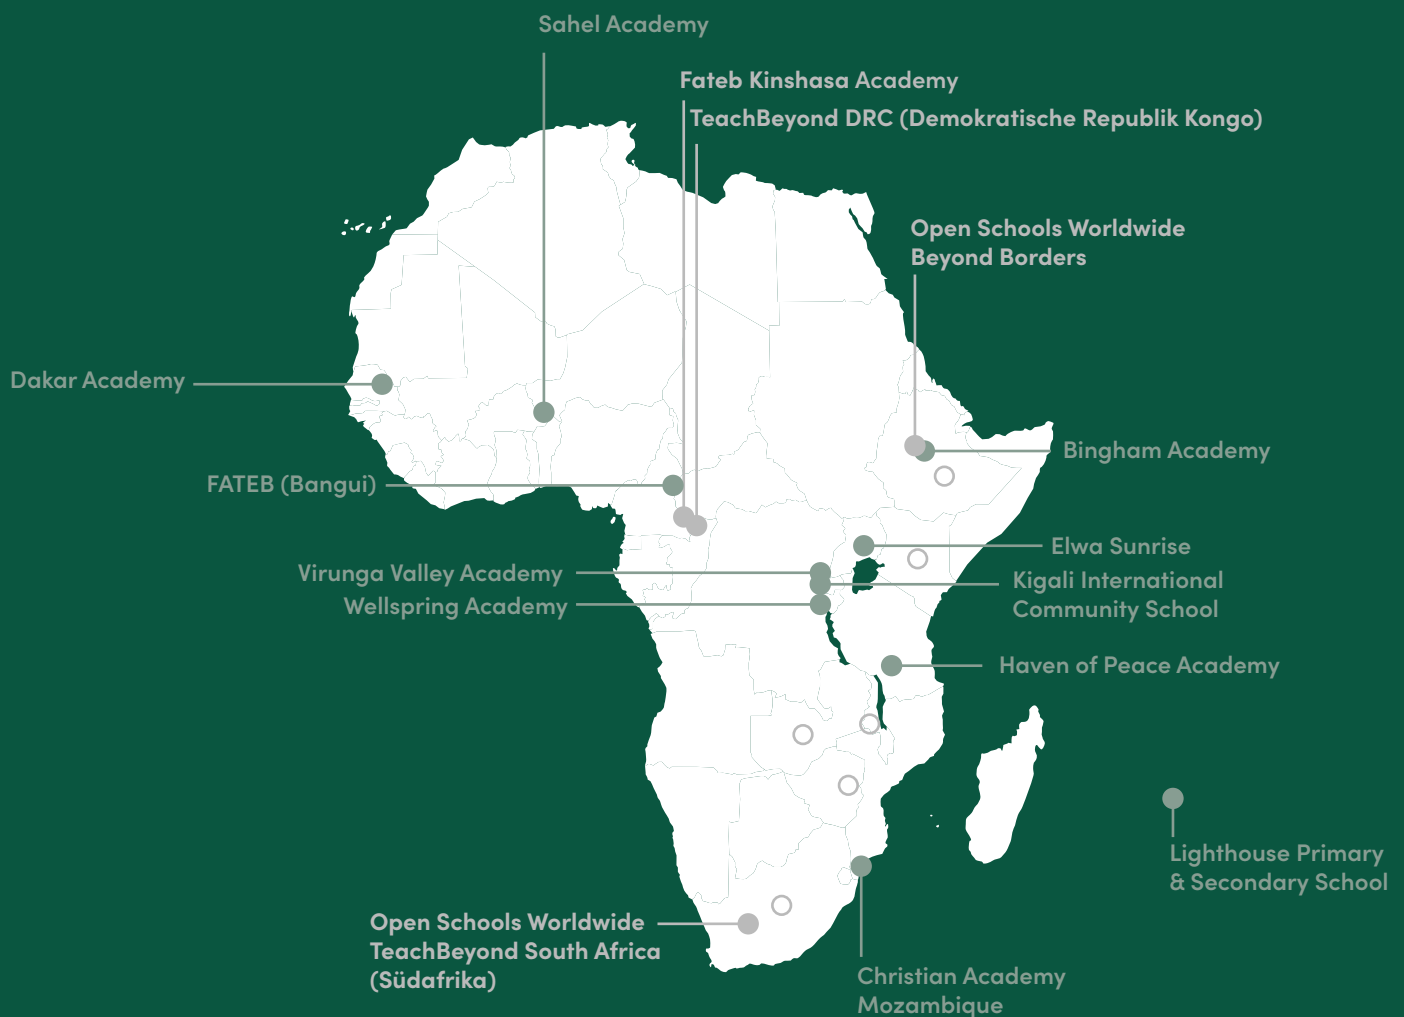 Sahel Academy
Fateb Kinshasa Academy
TeachBeyond DRC (Demokratische Republik Kongo)
Open Schools Worldwide
Beyond Borders
Dakar Academy
Bingham Academy
FATEB (Bangui)
Elwa Sunrise
Virunga Valley Academy
Kigali International
Community School
Wellspring Academy
Haven of Peace Academy
Lighthouse Primary
& Secondary School
Open Schools Worldwide
TeachBeyond South Africa
(Südafrika)
Christian Academy
Mozambique